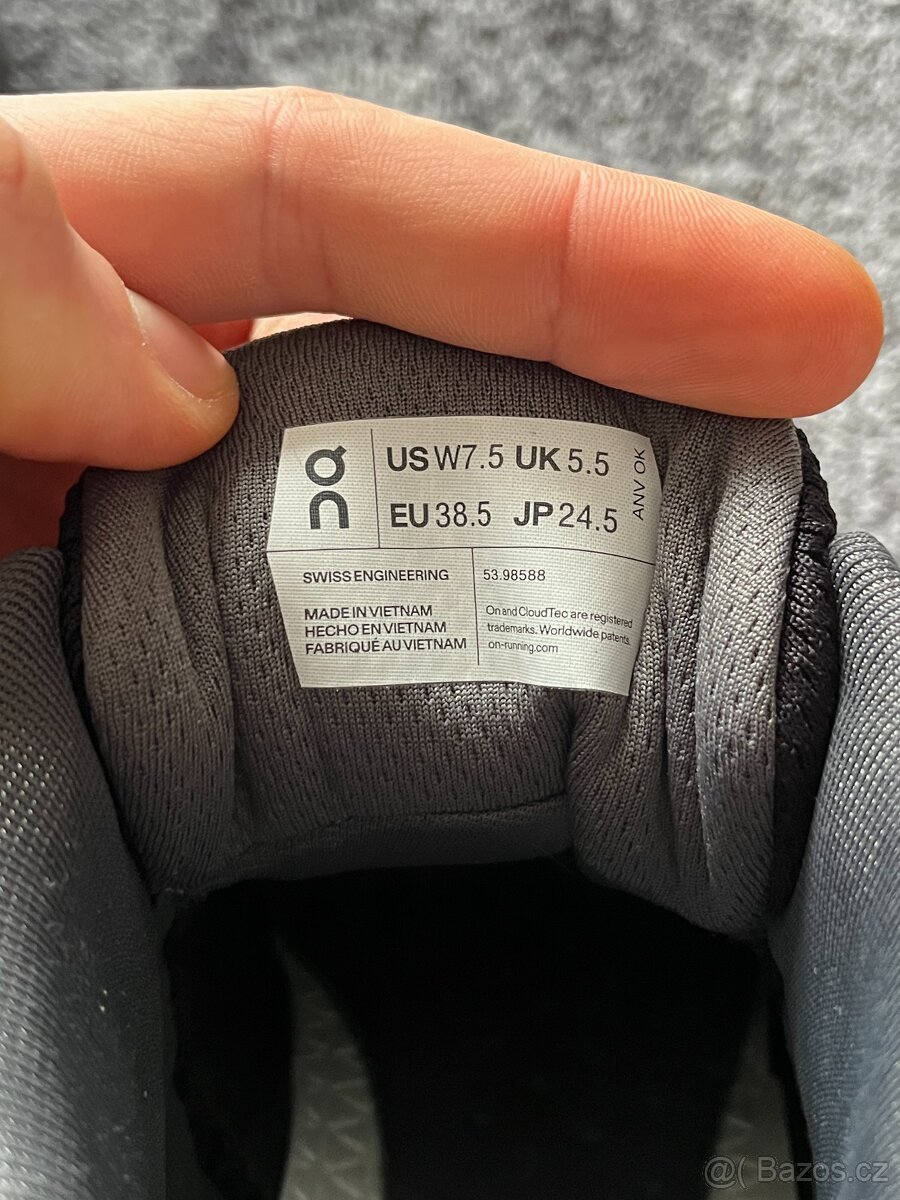 On
US W7.5 UK 5.5
EU 38.5 JP 24.5
ANV OK
SWISS ENGINEERING
MADE IN VIETNAM
HECHO EN VIETNAM
FABRIQUÉ AU VIETNAM
53.98588
On and CloudTec are registered
trademarks. Worldwide patents.
on-running.com
@( Bazos.cz